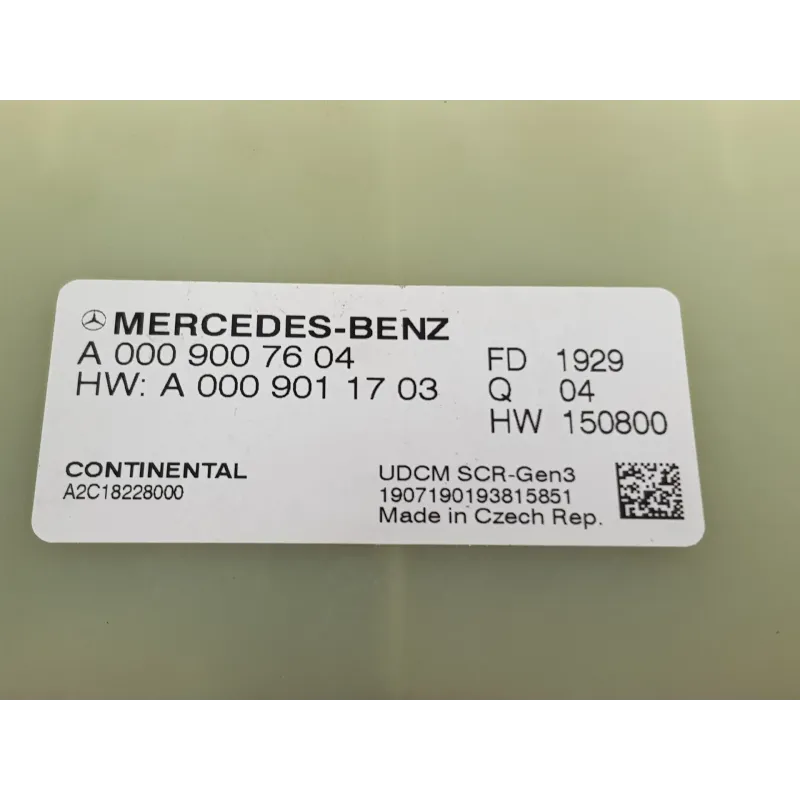 MERCEDES-BENZ
A 000 900 76 04
HW: A 000 901 17 03
FD 1929
Q 04
HW 150800
CONTINENTAL
A2C18228000
UDCM SCR-Gen3
1907190193815851
Made in Czech Rep.